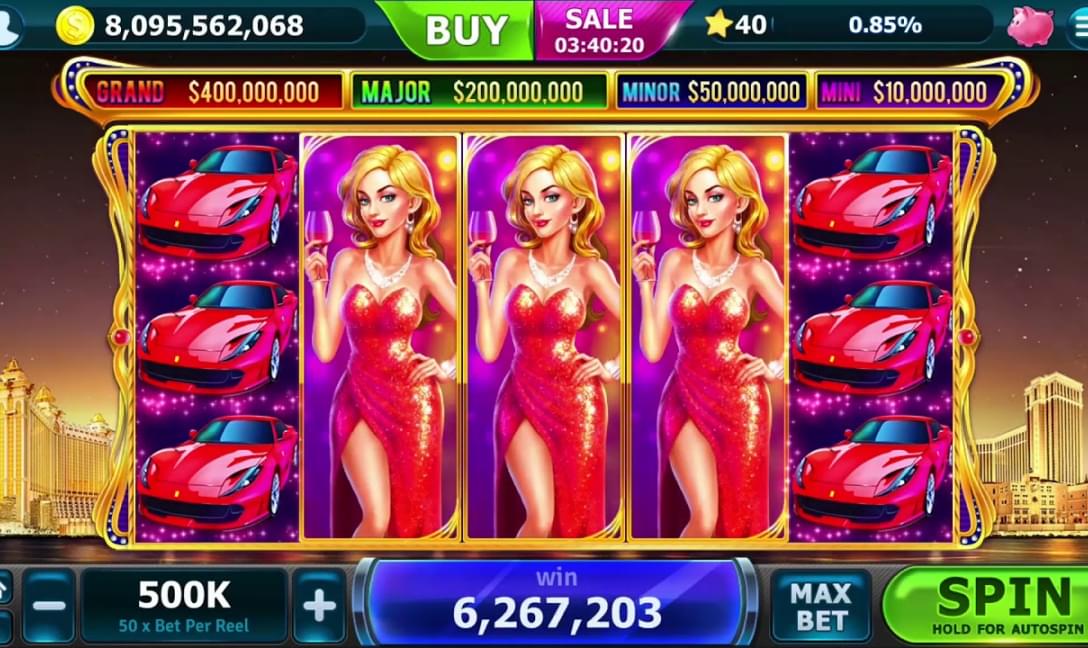 8,095,562,068
BUY
SALE
03:40:20
40
0.85%
GRAND $400,000,000
MAJOR $200,000,000
MINOR $50,000,000
MINI $10,000,000
500K
50 x Bet Per Reel
win
6,267,203
MAX
BET
SPIN
HOLD FOR AUTOSPIN